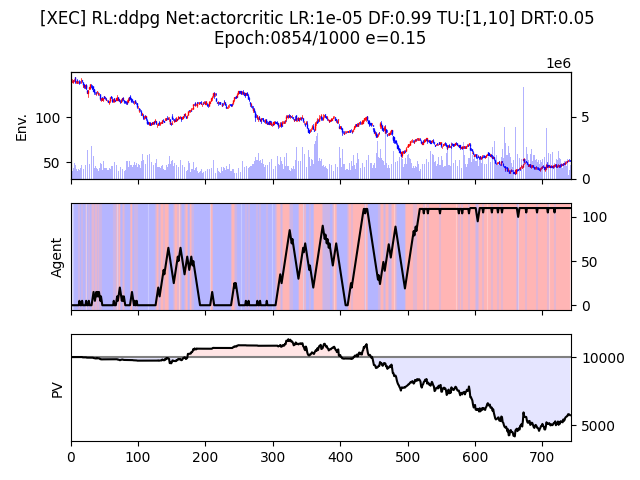 [XEC] RL:ddpg Net:actorcritic LR:1e-05 DF:0.99 TU:[1,10] DRT:0.05
Epoch:0854/1000 e=0.15
1e6
Env.
100
50
5
0
Agent
100
50
0
PV
10000
5000
0
100
200
300
400
500
600
700